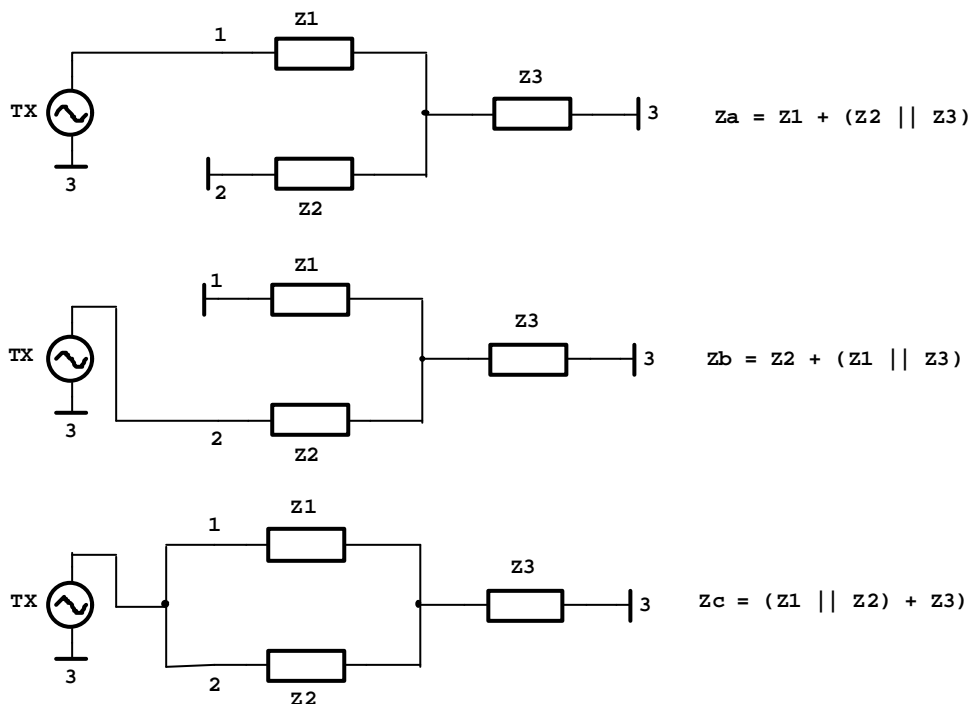 Z1
1
Z3
TX
3
Za = Z1 + (Z2 || Z3)
2
3
Z2
Z1
1
Z3
TX
3
Zb = Z2 + (Z1 || Z3)
3
2
Z2
Z1
1
Z3
TX
3
Zc = (Z1 || Z2) + Z3)
3
2
Z2